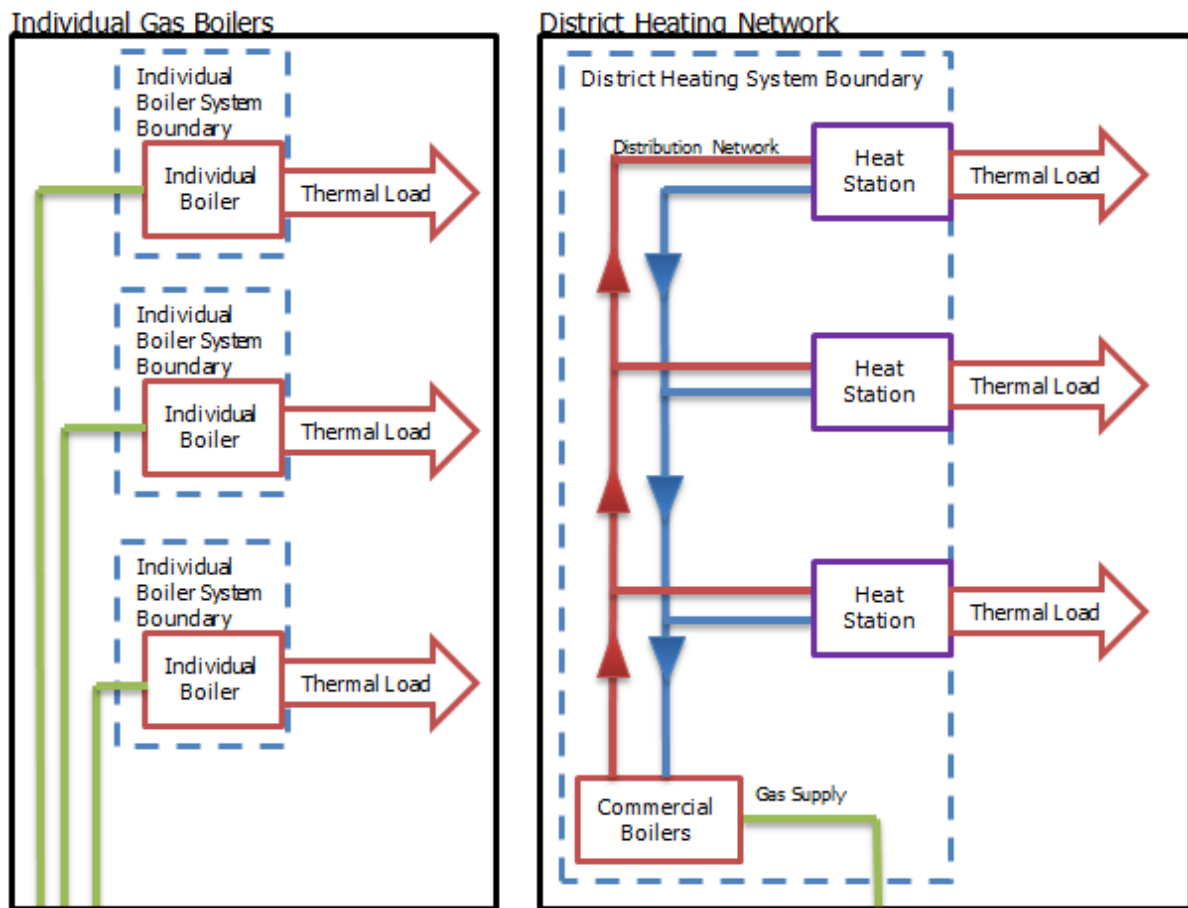 Individual Gas Boilers
Individual
Boiler System
Boundary
Individual
Boiler
Thermal Load
Individual
Boiler System
Boundary
Individual
Boiler
Thermal Load
Individual
Boiler System
Boundary
Individual
Boiler
Thermal Load
District Heating Network
District Heating System Boundary
Distribution Network
Heat
Station
Thermal Load
Heat
Station
Thermal Load
Heat
Station
Thermal Load
Commercial
Boilers
Gas Supply